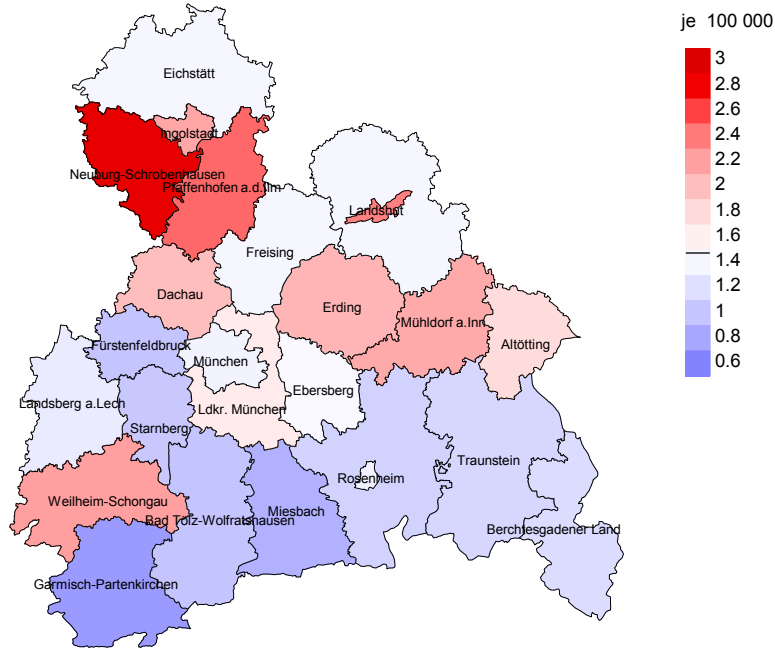 je 100 000
3
2.8
2.6
2.4
2.2
2
1.8
1.6
1.4
1.2
1
0.8
0.6
Eichstätt
Ingolstadt
Neuburg-Schrobenhausen
Pfaffenhofen a.d.Ilm
Landshut
Freising
Dachau
Erding
Mühldorf a.Inn
Altötting
Fürstenfeldbruck
München
Ebersberg
Landsberg a.Lech
Ldkr. München
Starnberg
Traunstein
Rosenheim
Weilheim-Schongau
Miesbach
Bad Tölz-Wolfratshausen
Berchtesgadener Land
Garmisch-Partenkirchen